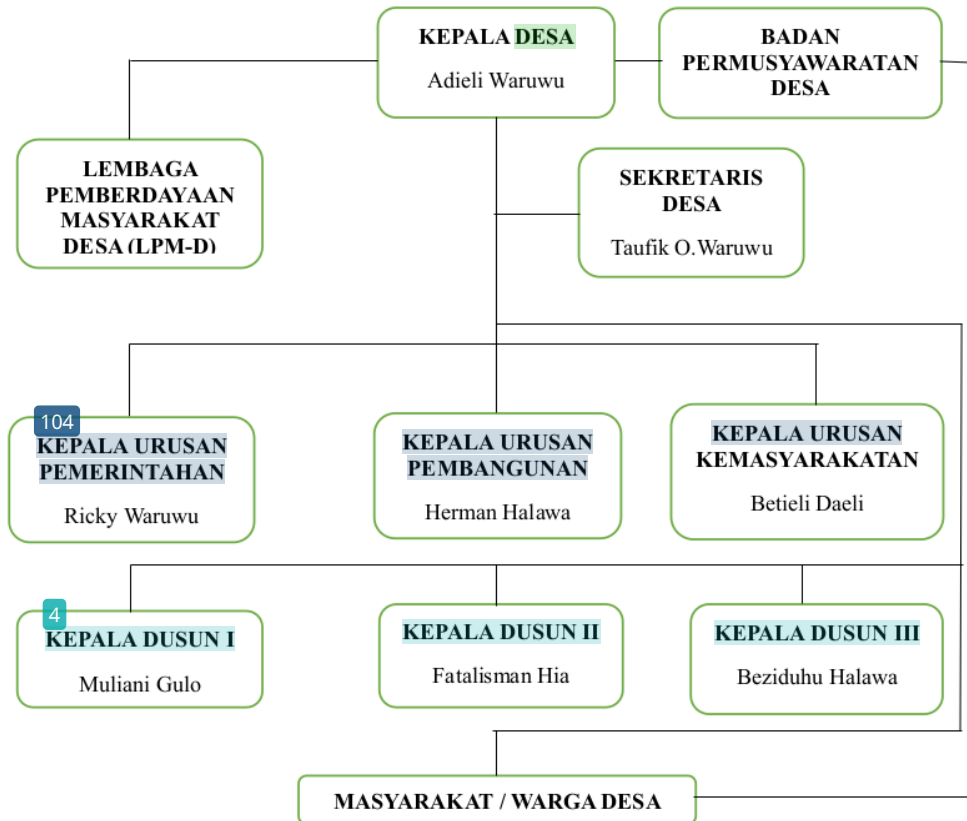 KEPALA DESA
Adieli Waruwu
BADAN
PERMUSYAWARATAN
DESA
LEMBAGA
PEMBERDAYAAN
MASYARAKAT
DESA (LPM-D)
SEKRETARIS
DESA
Taufik O.Waruwu
104
KEPALA URUSAN
PEMERINTAHAN
Ricky Waruwu
KEPALA URUSAN
PEMBANGUNAN
Herman Halawa
KEPALA URUSAN
KEMASYARAKATAN
Betieli Daeli
4
KEPALA DUSUN I
Muliani Gulo
KEPALA DUSUN II
Fatalisman Hia
KEPALA DUSUN III
Beziduhu Halawa
MASYARAKAT / WARGA DESA